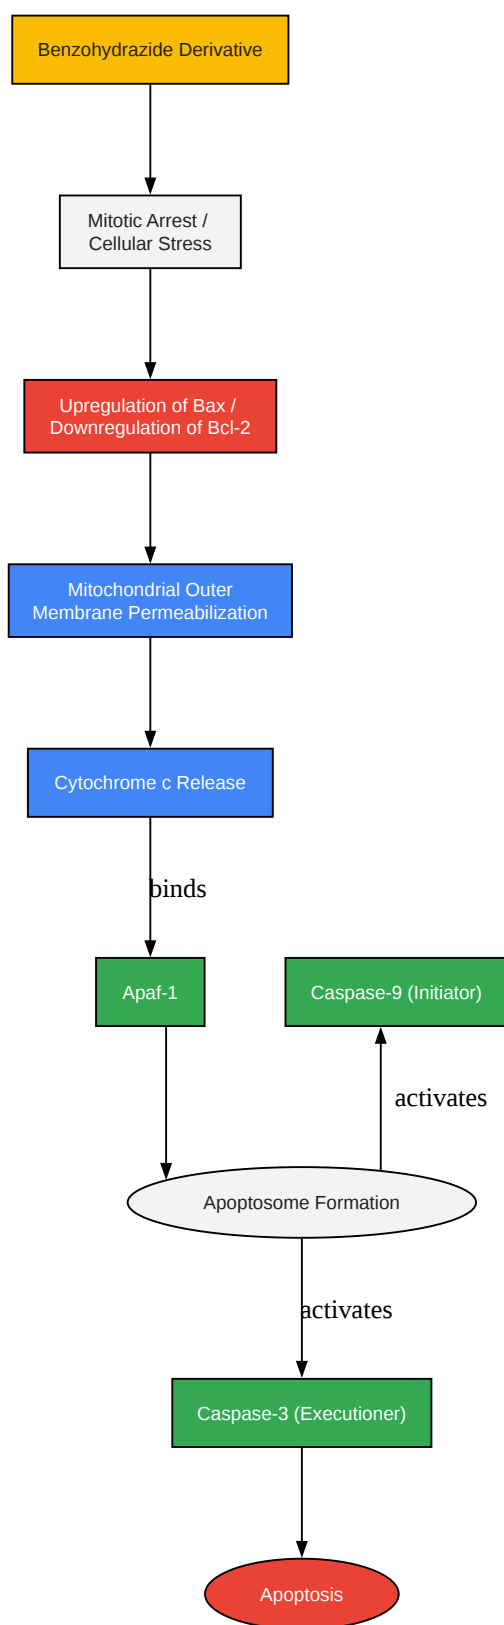 Benzohydrazide Derivative
Mitotic Arrest /
Cellular Stress
Upregulation of Bax /
Downregulation of Bcl-2
Mitochondrial Outer
Membrane Permeabilization
Cytochrome c Release
binds
Apaf-1
Caspase-9 (Initiator)
activates
Apoptosome Formation
activates
Caspase-3 (Executioner)
Apoptosis